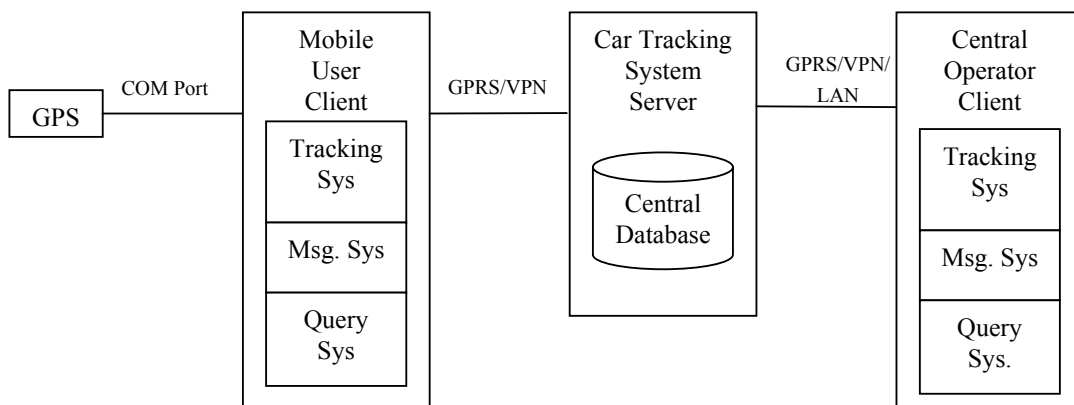 GPS
COM Port
Mobile
User
Client
Tracking
Sys
Msg. Sys
Query
Sys
GPRS/VPN
Car Tracking
System
Server
Central
Database
GPRS/VPN/
LAN
Central
Operator
Client
Tracking
Sys
Msg. Sys
Query
Sys.